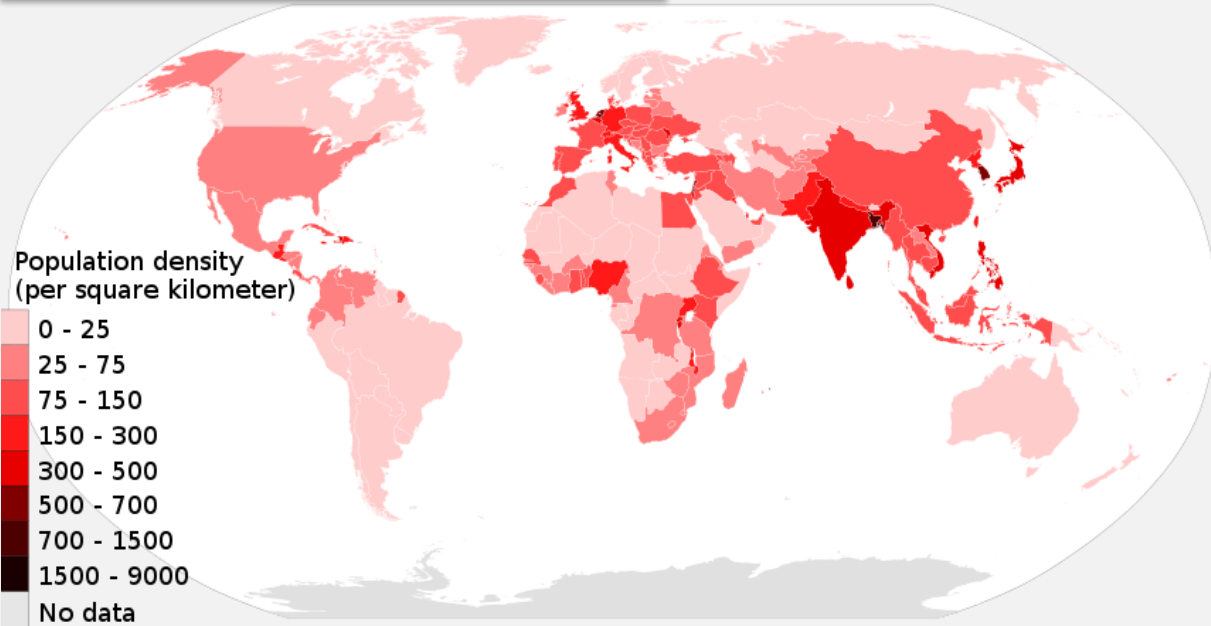 Population density
(per square kilometer)
0 - 25
25 - 75
75 - 150
150 - 300
300 - 500
500 - 700
700 - 1500
1500 - 9000
No data